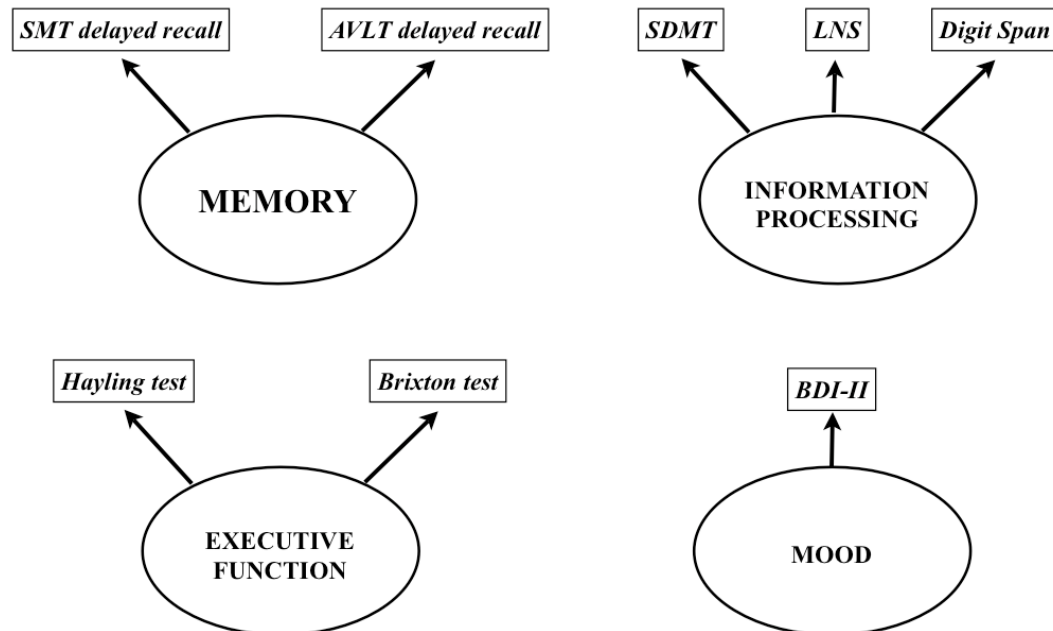 SMT delayed recall
AVLT delayed recall
SDMT
LNS
Digit Span
MEMORY
INFORMATION
PROCESSING
Hayling test
Brixton test
BDI-II
EXECUTIVE
FUNCTION
MOOD